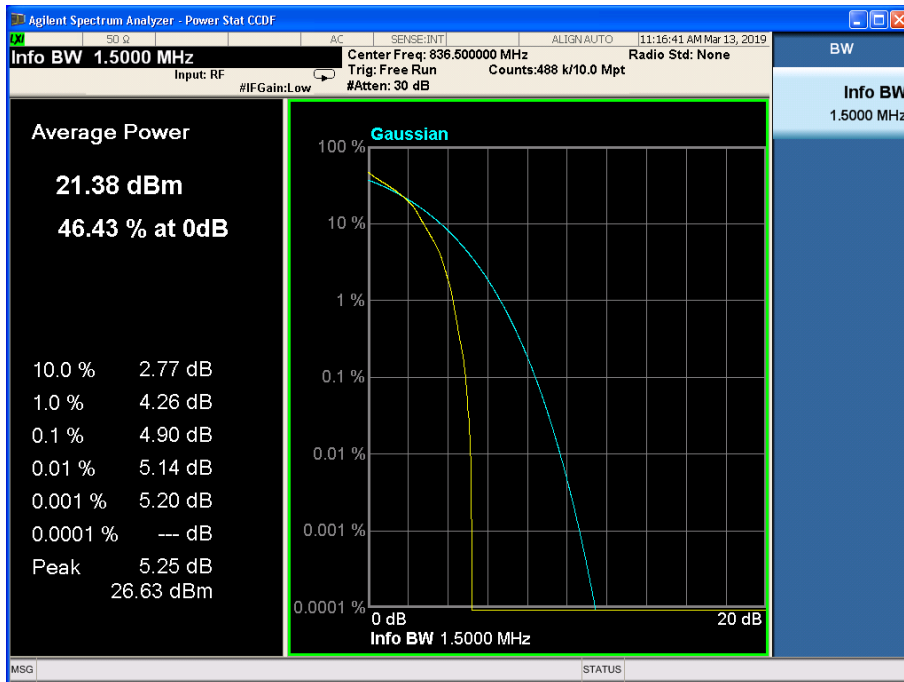 Agilent Spectrum Analyzer - Power Stat CCDF
LXI 50 Ω AC SENSE:INT ALIGN AUTO 11:16:41 AM Mar 13, 2019
Info BW 1.5000 MHz
Center Freq: 836.500000 MHz Radio Std: None
Input: RF Trig: Free Run Counts:488 k/10.0 Mpt
#IFGain:Low #Atten: 30 dB
BW
Info BW
1.5000 MHz
Average Power
21.38 dBm
46.43 % at 0dB
10.0 % 2.77 dB
1.0 % 4.26 dB
0.1 % 4.90 dB
0.01 % 5.14 dB
0.001 % 5.20 dB
0.0001 % --- dB
Peak 5.25 dB
26.63 dBm
Gaussian
100 %
10 %
1 %
0.1 %
0.01 %
0.001 %
0.0001 %
0 dB 20 dB
Info BW 1.5000 MHz
MSG STATUS